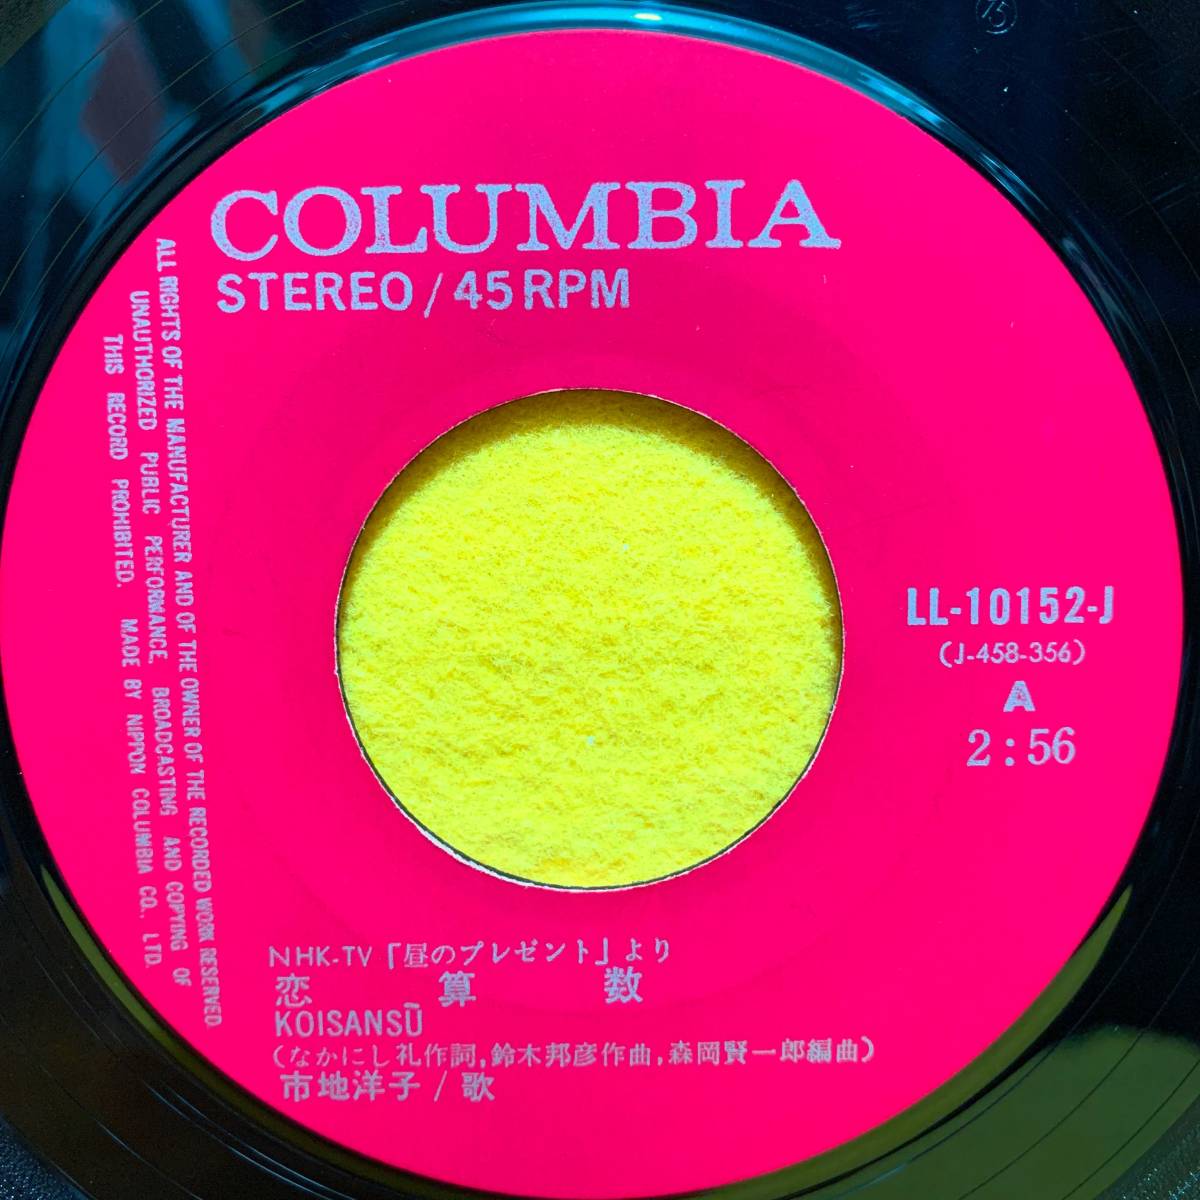 COLUMBIA
STEREO / 45 RPM
ALL RIGHTS OF THE MANUFACTURER AND OF THE OWNER OF THE RECORDED WORK RESERVED.
UNAUTHORIZED PUBLIC PERFORMANCE, BROADCASTING AND COPYING OF
THIS RECORD PROHIBITED. MADE BY NIPPON COLUMBIA CO., LTD.
LL-10152-J
(J-458-356)
A
2:56
NHK-TV「昼のプレゼント」より
恋算数
KOISANSŪ
(なかにし礼作詞,鈴木邦彦作曲,森岡賢一郎編曲)
市地洋子 / 歌
15